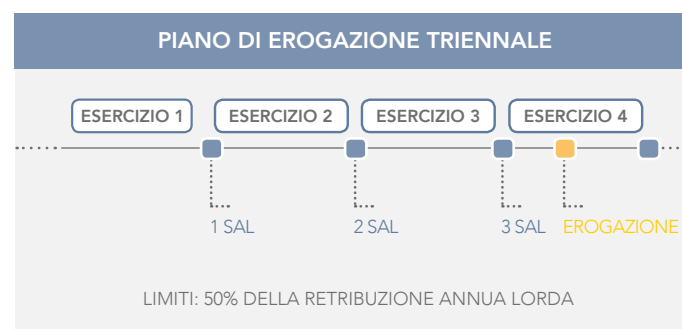 PIANO DI EROGAZIONE TRIENNALE
ESERCIZIO 1 ESERCIZIO 2 ESERCIZIO 3 ESERCIZIO 4
1 SAL 2 SAL 3 SAL EROGAZIONE
LIMITI: 50% DELLA RETRIBUZIONE ANNUA LORDA